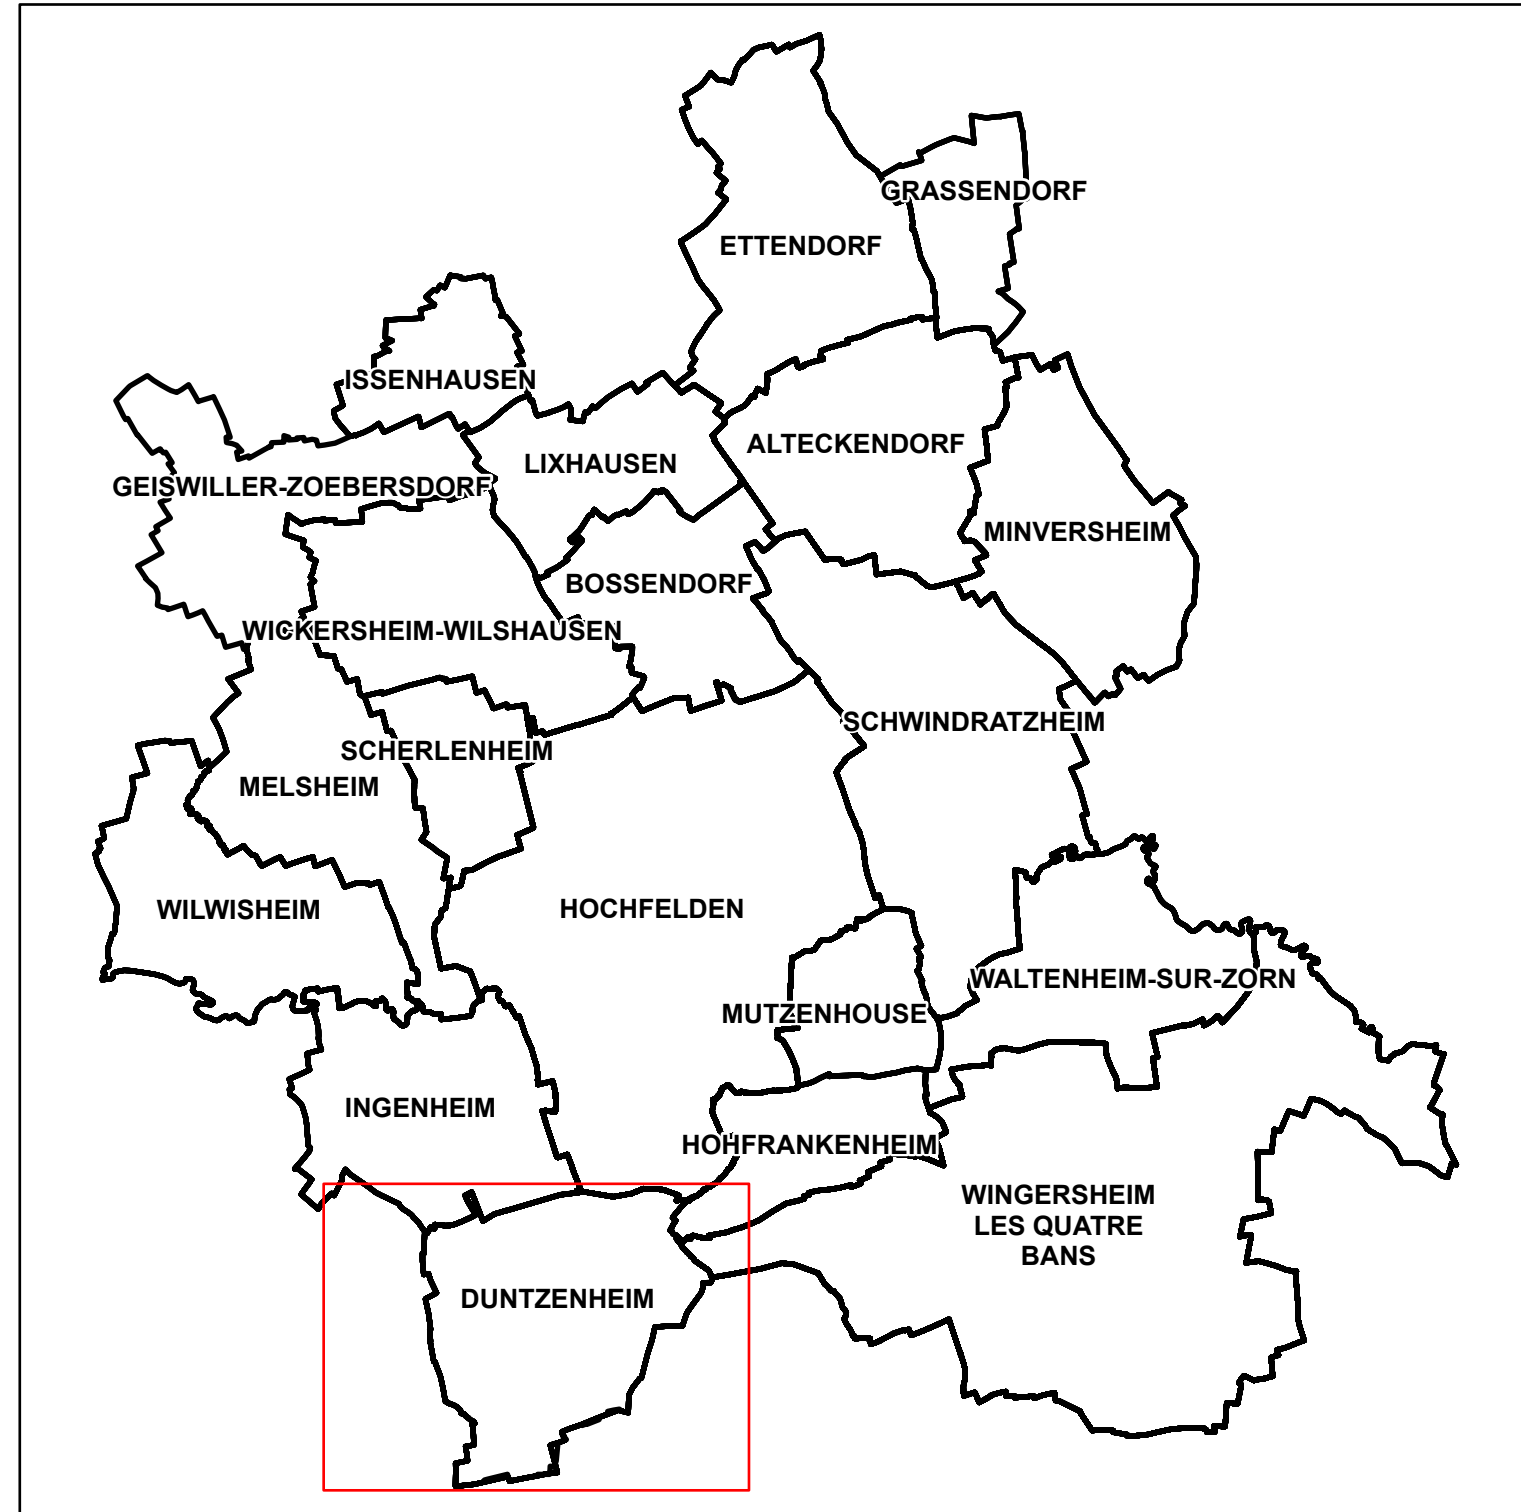 GRASSENDORF
ETTENDORF
ISSENHAUSEN
ALTECKENDORF
LIXHAUSEN
GEISWILLER-ZOEBERSDORF
MINVERSHEIM
BOSSENDORF
WICKERSHEIM-WILSHAUSEN
SCHWINDRATZHEIM
SCHERLENHEIM
MELSHEIM
WILWISHEIM
HOCHFELDEN
WALTENHEIM-SUR-ZORN
MUTZENHOUSE
INGENHEIM
HOHFRANKENHEIM
WINGERSHEIM
LES QUATRE
BANS
DUNTZENHEIM